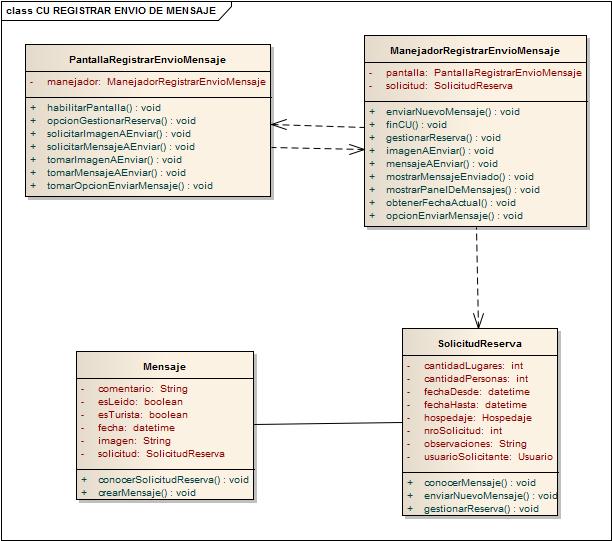 class CU REGISTRAR ENVIO DE MENSAJE
PantallaRegistrarEnvioMensaje
- manejador: ManejadorRegistrarEnvioMensaje
+ habilitarPantalla() : void
+ opcionGestionarReserva() : void
+ solicitarImagenAEnviar() : void
+ solicitarMensajeAEnviar() : void
+ tomarImagenAEnviar() : void
+ tomarMensajeAEnviar() : void
+ tomarOpcionEnviarMensaje() : void
ManejadorRegistrarEnvioMensaje
- pantalla: PantallaRegistrarEnvioMensaje
- solicitud: SolicitudReserva
+ enviarNuevoMensaje() : void
+ finCU() : void
+ gestionarReserva() : void
+ imagenAEnviar() : void
+ mensajeAEnviar() : void
+ mostrarMensajeEnviado() : void
+ mostrarPanelDeMensajes() : void
+ obtenerFechaActual() : void
+ opcionEnviarMensaje() : void
Mensaje
- comentario: String
- esLeido: boolean
- esTurista: boolean
- fecha: datetime
- imagen: String
- solicitud: SolicitudReserva
+ conocerSolicitudReserva() : void
+ crearMensaje() : void
SolicitudReserva
- cantidadLugares: int
- cantidadPersonas: int
- fechaDesde: datetime
- fechaHasta: datetime
- hospedaje: Hospedaje
- nroSolicitud: int
- observaciones: String
- usuarioSolicitante: Usuario
+ conocerMensaje() : void
+ enviarNuevoMensaje() : void
+ gestionarReserva() : void